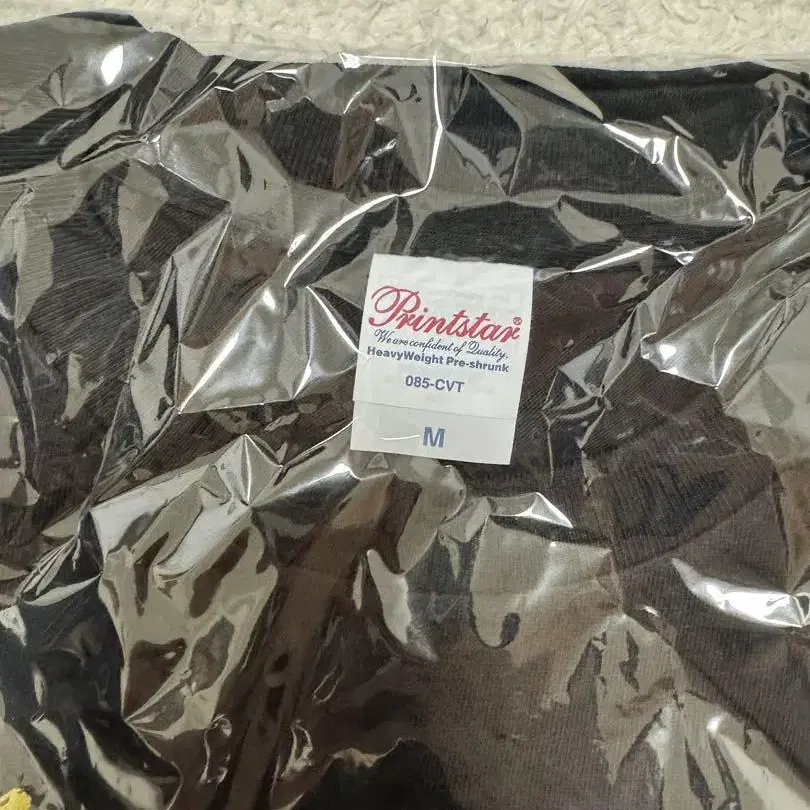 Printstar®
We are confident of Quality.
HeavyWeight Pre-shrunk
085-CVT
M